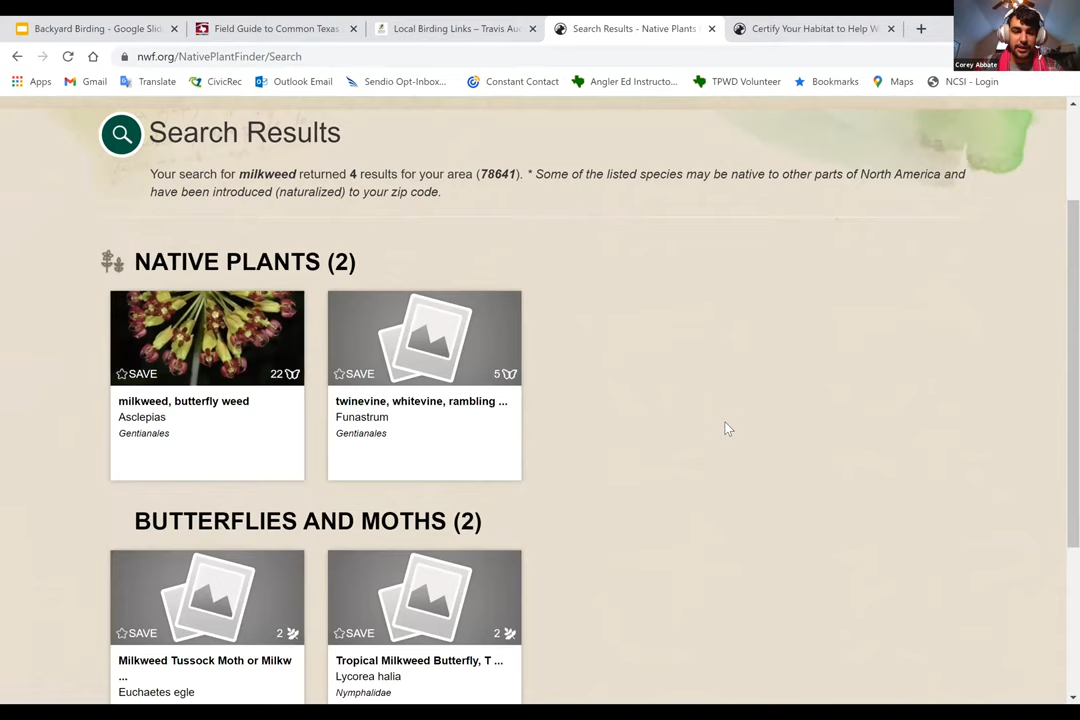 Backyard Birding - Google Slid
Field Guide to Common Texas
Local Birding Links – Travis Au
Search Results - Native Plants
Certify Your Habitat to Help W
nwf.org/NativePlantFinder/Search
Apps
Gmail
Translate
CivicRec
Outlook Email
Sendio Opt-Inbox...
Constant Contact
Angler Ed Instructo...
TPWD Volunteer
Bookmarks
Maps
NCSI - Login
Corey Abbate
Search Results
Your search for milkweed returned 4 results for your area (78641). * Some of the listed species may be native to other parts of North America and
have been introduced (naturalized) to your zip code.
NATIVE PLANTS (2)
SAVE 22
SAVE 5
milkweed, butterfly weed
Asclepias
Gentianales
twinevine, whitevine, rambling ...
Funastrum
Gentianales
BUTTERFLIES AND MOTHS (2)
SAVE 2
SAVE 2
Milkweed Tussock Moth or Milkw
...
Euchaetes egle
Tropical Milkweed Butterfly, T ...
Lycorea halia
Nymphalidae